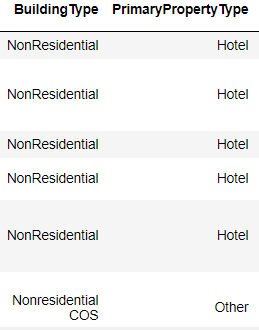 BuildingType PrimaryPropertyType
NonResidential Hotel
NonResidential Hotel
NonResidential Hotel
NonResidential Hotel
NonResidential Hotel
Nonresidential
COS Other